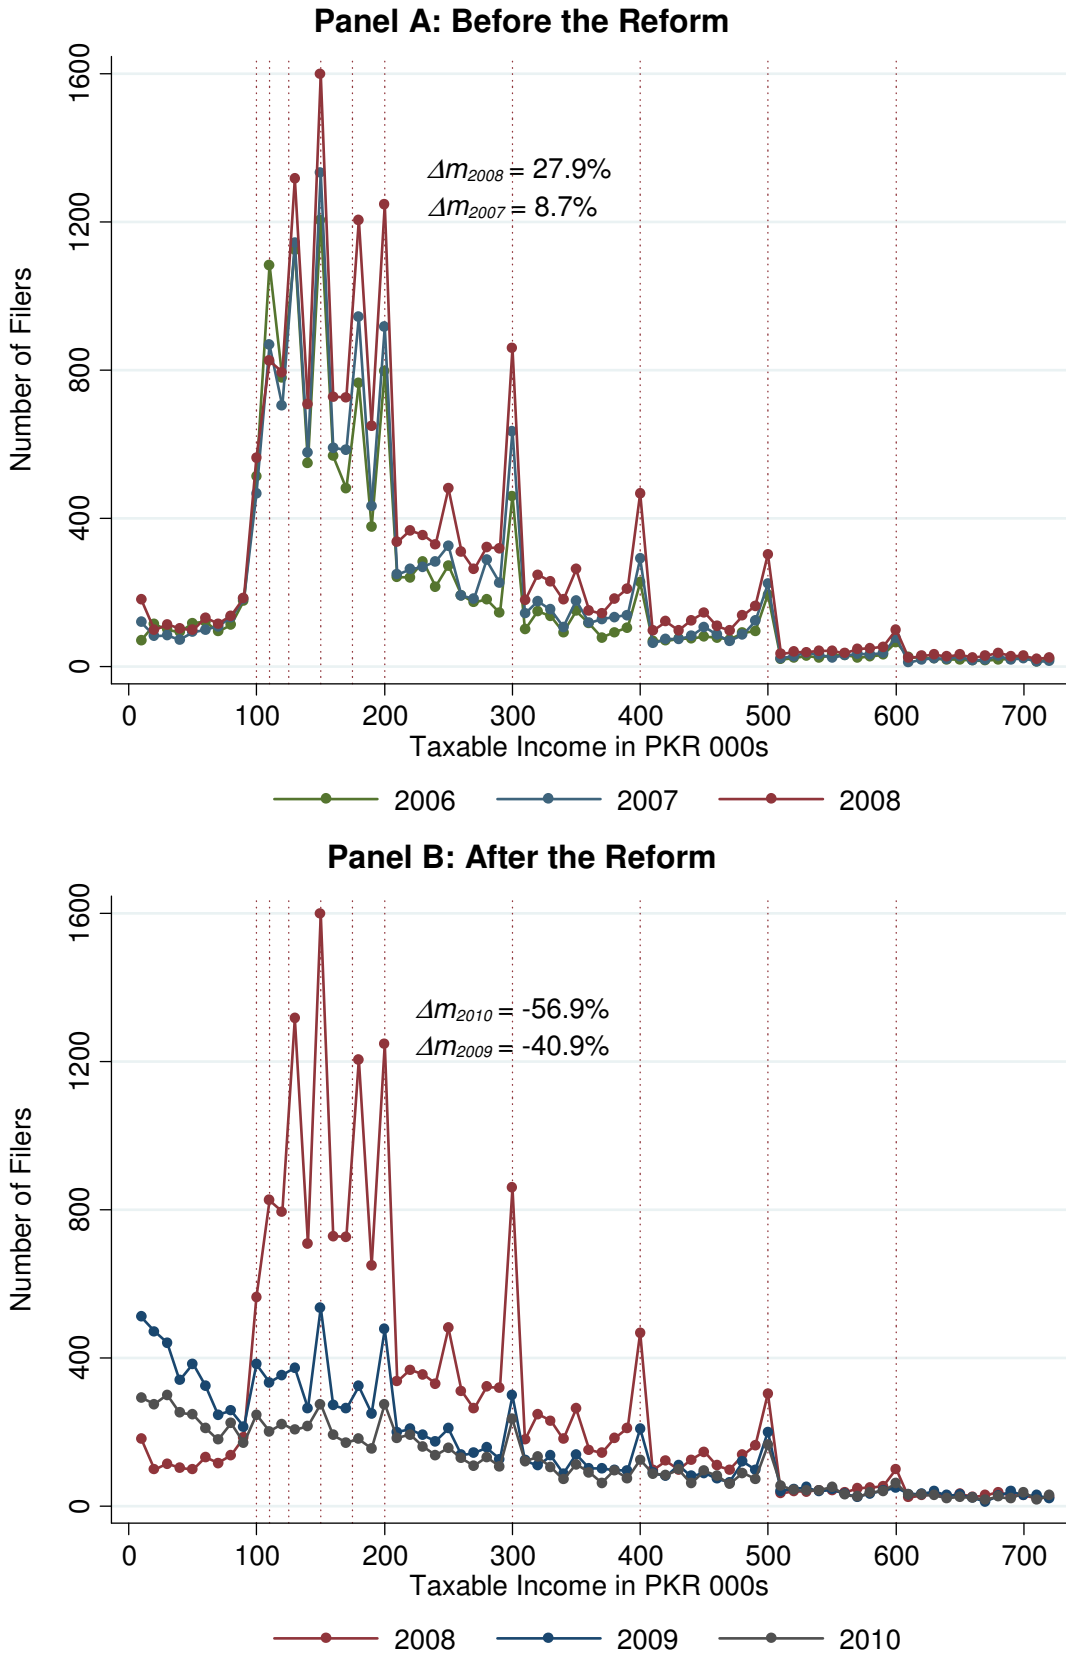 Panel A: Before the Reform
1600
1200
800
400
0
Number of Filers
Δm2008 = 27.9%
Δm2007 = 8.7%
0 100 200 300 400 500 600 700
Taxable Income in PKR 000s
2006 2007 2008
Panel B: After the Reform
1600
1200
800
400
0
Number of Filers
Δm2010 = -56.9%
Δm2009 = -40.9%
0 100 200 300 400 500 600 700
Taxable Income in PKR 000s
2008 2009 2010